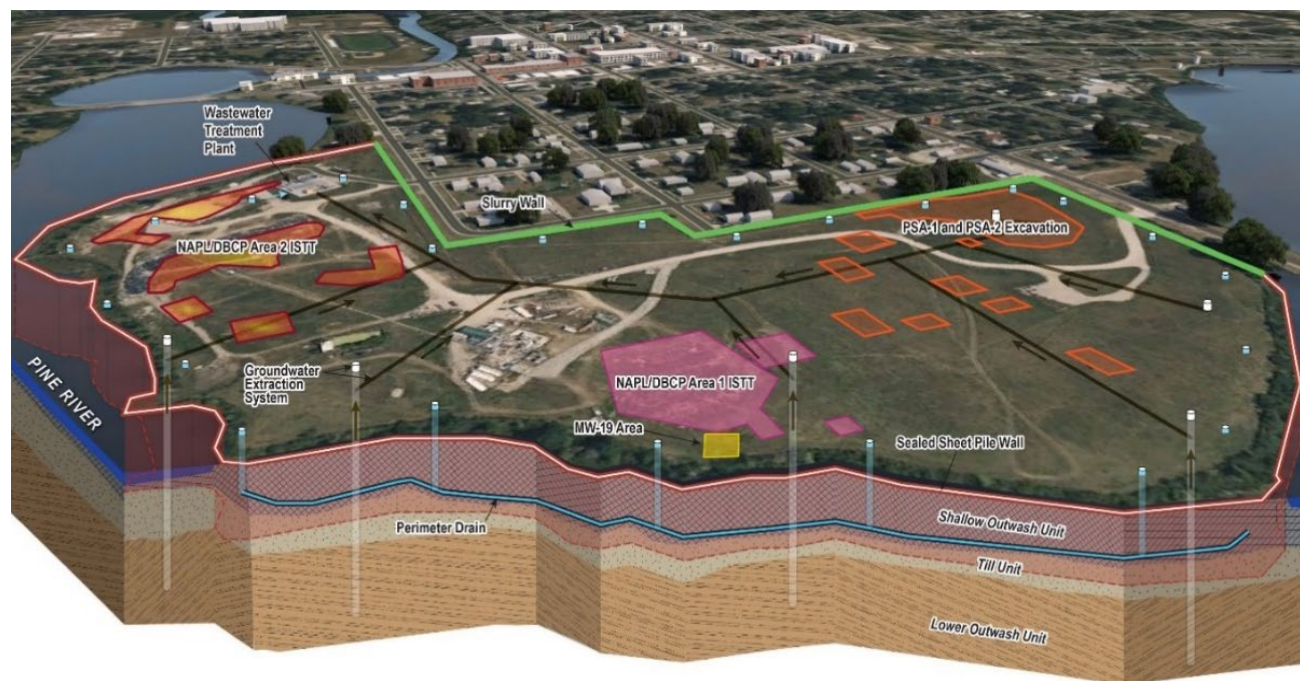 Wastewater
Treatment
Plant
Slurry Wall
PSA-1 and PSA-2 Excavation
NAPL/DBCP Area 2 ISTT
PINE RIVER
Groundwater
Extraction
System
NAPL/DBCP Area 1 ISTT
MW-19 Area
Sealed Sheet Pile Wall
Perimeter Drain
Shallow Outwash Unit
Till Unit
Lower Outwash Unit